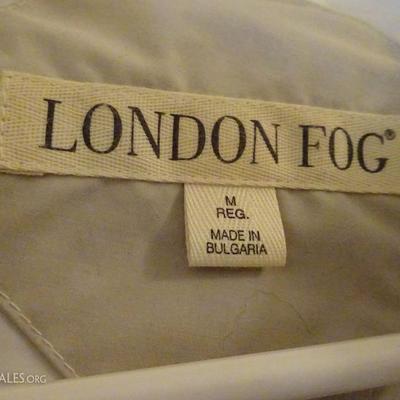 LONDON FOG®
M
REG.
MADE IN
BULGARIA
ALES.ORG